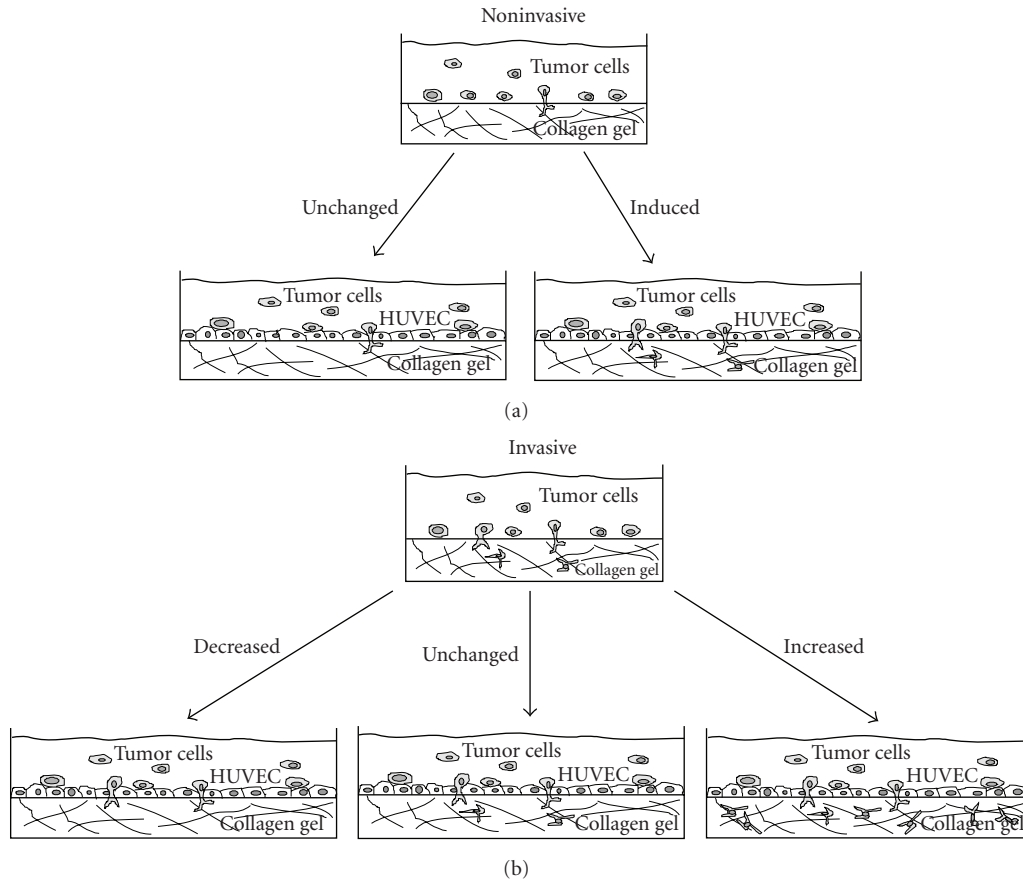 Noninvasive
Tumor cells
Collagen gel
Unchanged
Induced
Tumor cells
HUVEC
Collagen gel
Tumor cells
HUVEC
Collagen gel
(a)
Invasive
Tumor cells
Collagen gel
Decreased
Unchanged
Increased
Tumor cells
HUVEC
Collagen gel
Tumor cells
HUVEC
Collagen gel
Tumor cells
HUVEC
Collagen gel
(b)